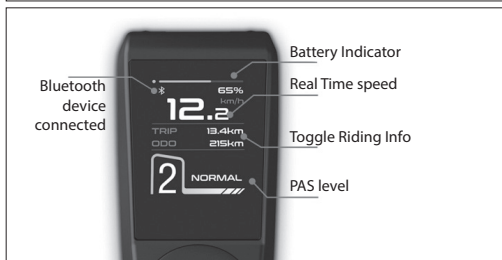 Battery Indicator
Bluetooth
device
connected
65%
Real Time speed
km/h
12.2
TRIP 13.4km
Toggle Riding Info
ODO 215km
2 NORMAL
PAS level